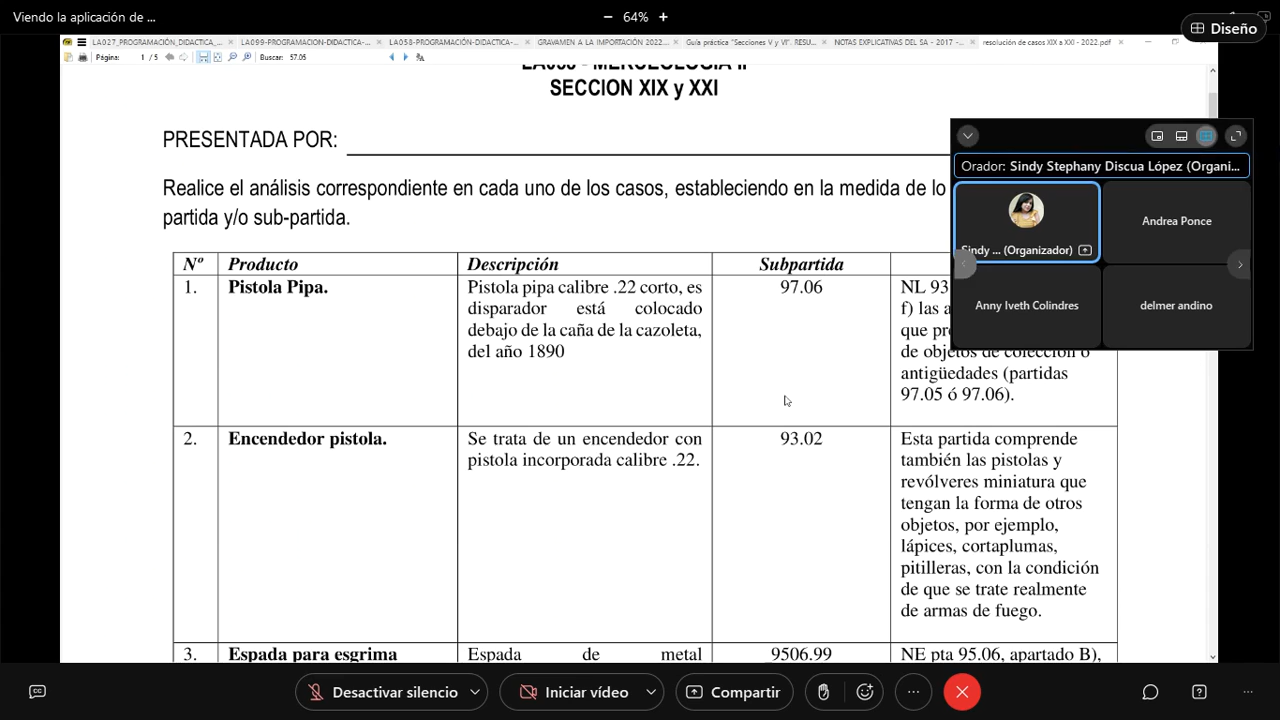 Viendo la aplicación de ...
64%
Diseño
LA027_PROGRAMACIÓN_DIDACTICA_...
LA099-PROGRAMACION-DIDACTICA-...
LA058-PROGRAMACIÓN-DIDACTICA-...
GRAVAMEN A LA IMPORTACIÓN 2022....
Guía práctica "Secciones V y VI". RESU...
NOTAS EXPLICATIVAS DEL SA - 2017 -...
resolución de casos XIX a XXI - 2022.pdf
Página: 1 / 5
Buscar: 57.05
SECCION XIX y XXI
PRESENTADA POR:
Realice el análisis correspondiente en cada uno de los casos, estableciendo en la medida de lo
partida y/o sub-partida.
Nº Producto Descripción Subpartida
1. Pistola Pipa. Pistola pipa calibre .22 corto, es 97.06 NL 93
disparador está colocado f) las a
debajo de la caña de la cazoleta, que pr
del año 1890 de objetos de colección o
antigüedades (partidas
97.05 ó 97.06).
2. Encendedor pistola. Se trata de un encendedor con 93.02 Esta partida comprende
pistola incorporada calibre .22. también las pistolas y
revólveres miniatura que
tengan la forma de otros
objetos, por ejemplo,
lápices, cortaplumas,
pitilleras, con la condición
de que se trate realmente
de armas de fuego.
3. Espada para esgrima Espada de metal 9506.99 NE pta 95.06, apartado B),
Orador: Sindy Stephany Discua López (Organi...
Sindy ... (Organizador)
Andrea Ponce
Anny Iveth Colindres
delmer andino
Desactivar silencio
Iniciar vídeo
Compartir